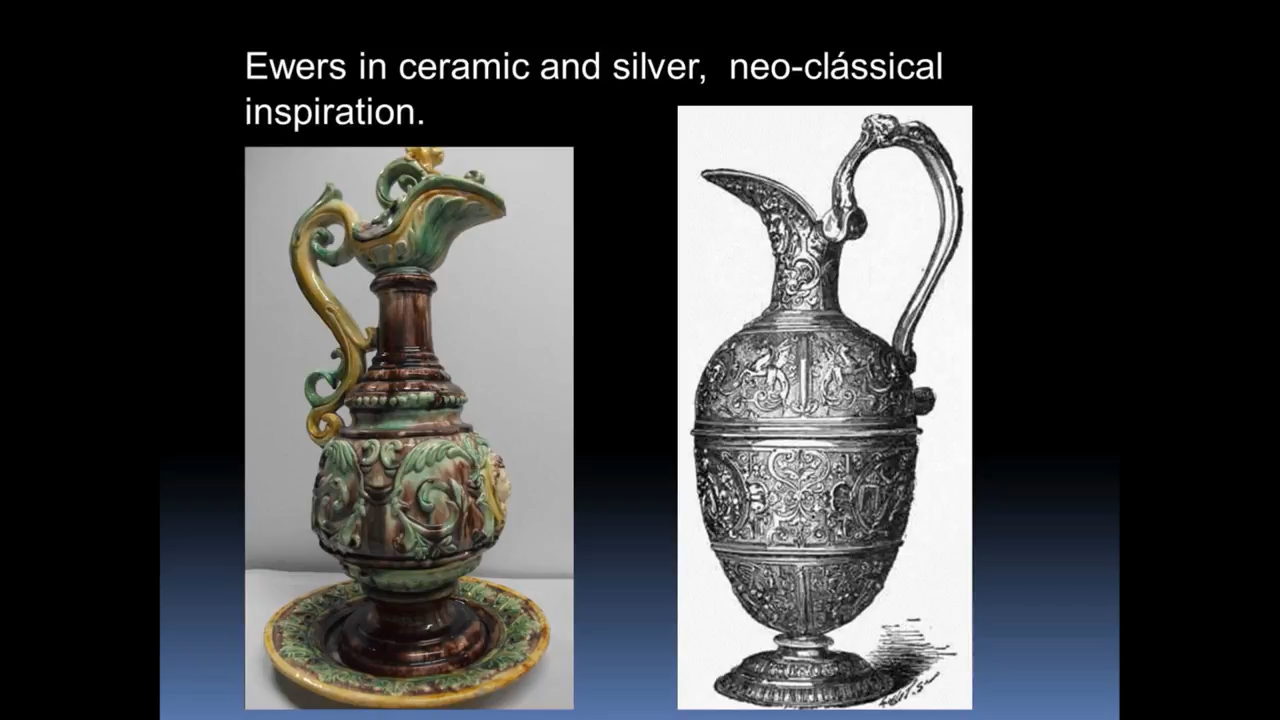 Ewers in ceramic and silver,  neo-clássical
inspiration.